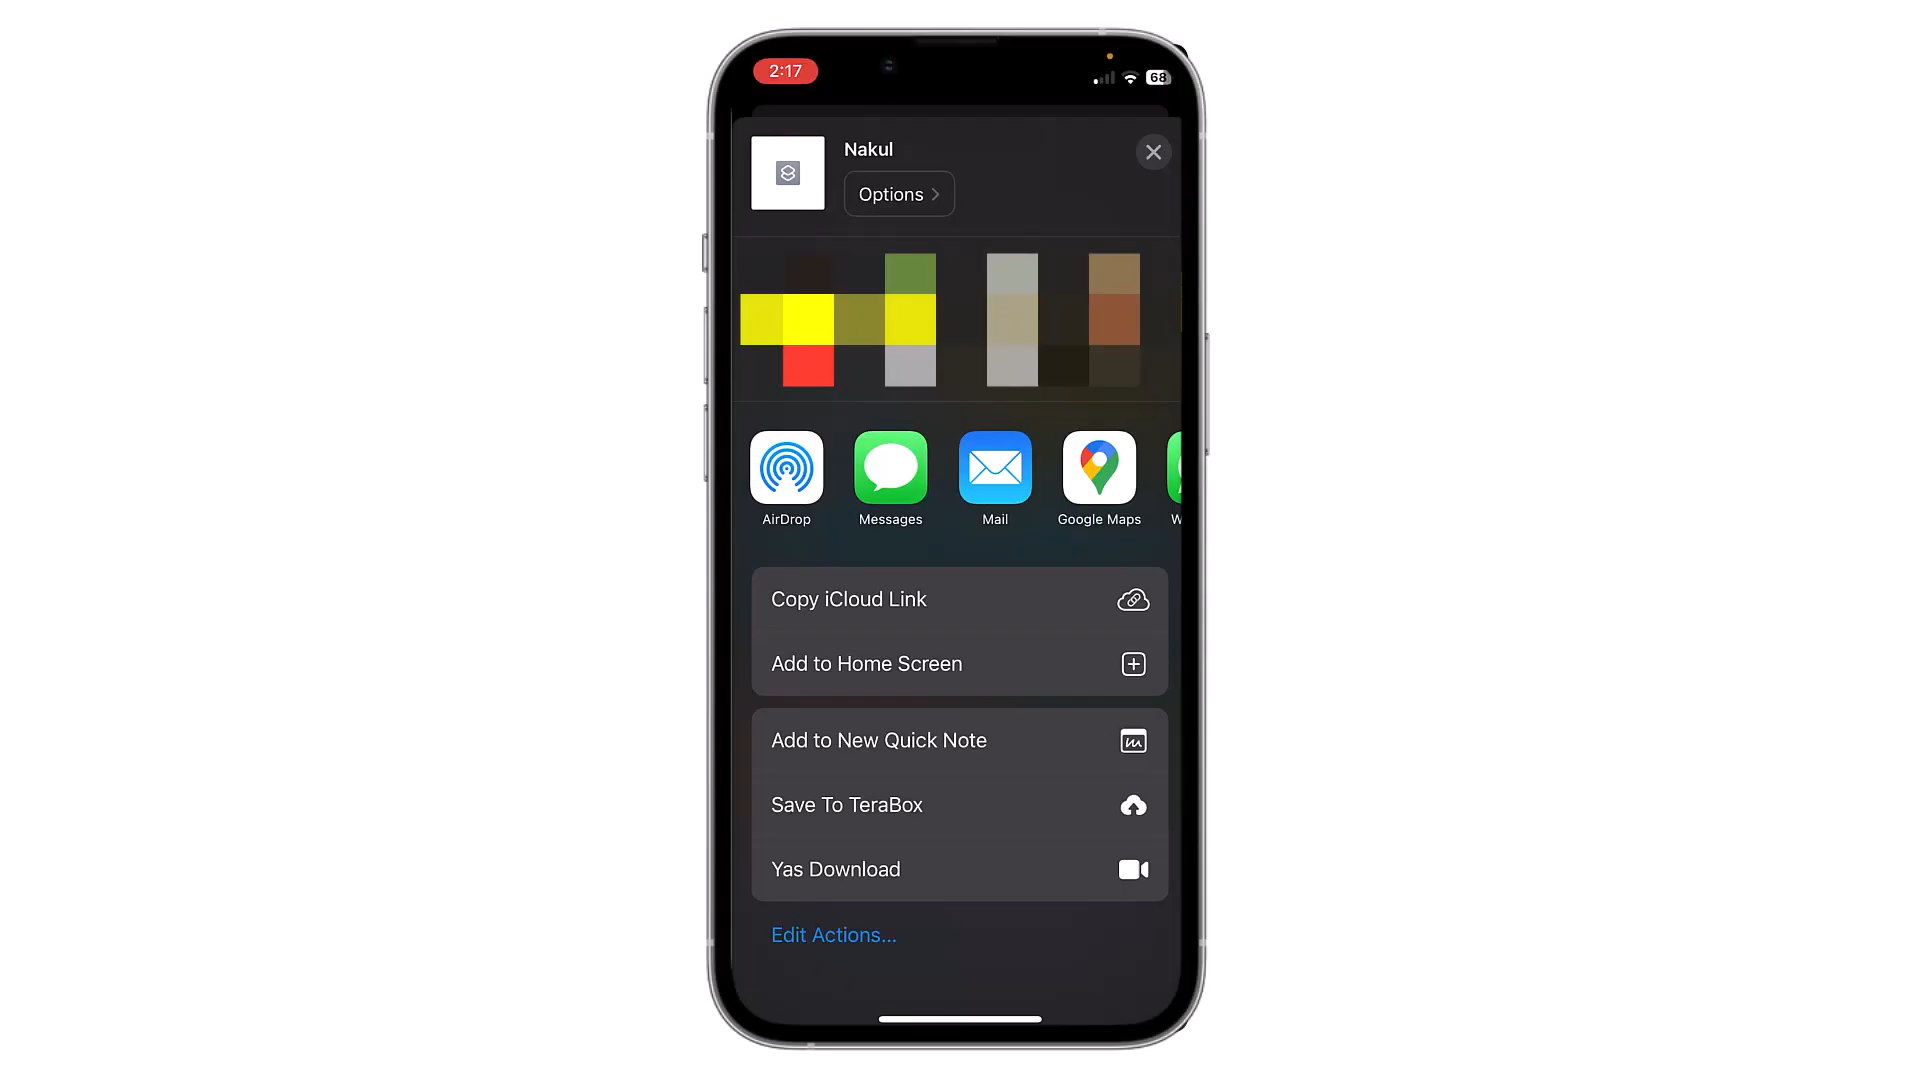 2:17
68
Nakul
Options
AirDrop
Messages
Mail
Google Maps
W
Copy iCloud Link
Add to Home Screen
Add to New Quick Note
Save To TeraBox
Yas Download
Edit Actions...